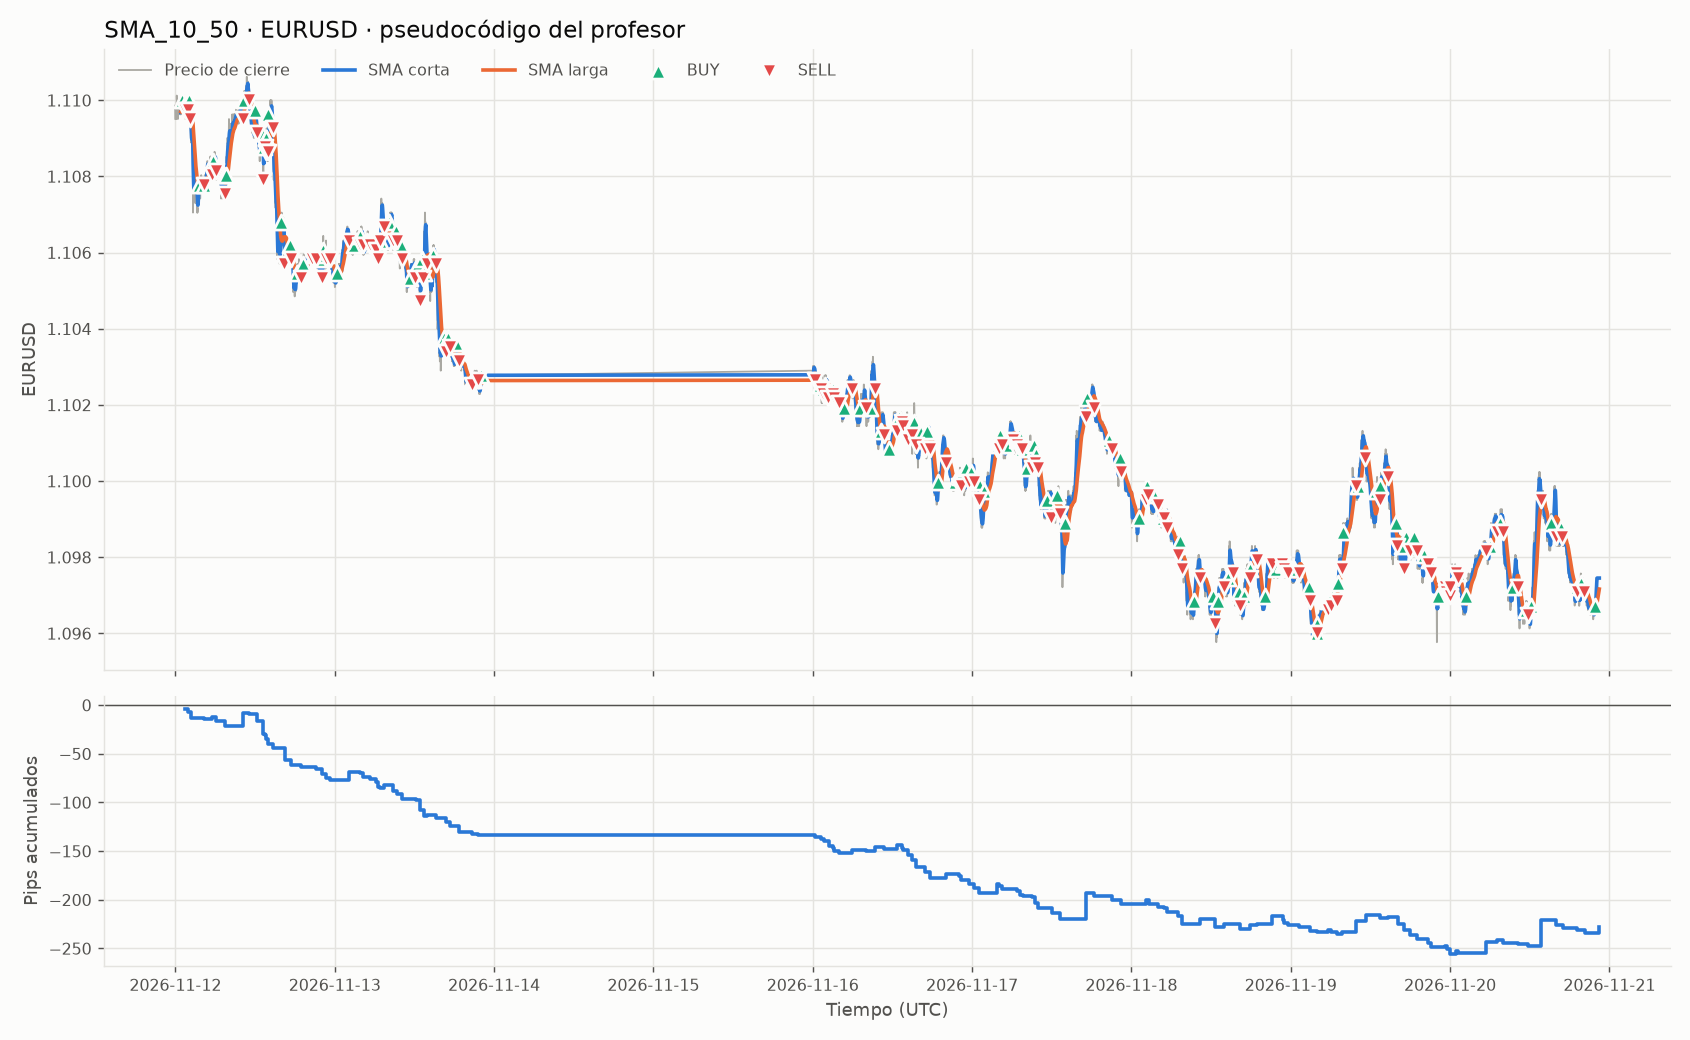 SMA_10_50 · EURUSD · pseudocódigo del profesor
Precio de cierre
SMA corta
SMA larga
BUY
SELL
1.110
1.108
1.106
1.104
1.102
1.100
1.098
1.096
EURUSD
0
−50
−100
−150
−200
−250
Pips acumulados
2026-11-12
2026-11-13
2026-11-14
2026-11-15
2026-11-16
2026-11-17
2026-11-18
2026-11-19
2026-11-20
2026-11-21
Tiempo (UTC)